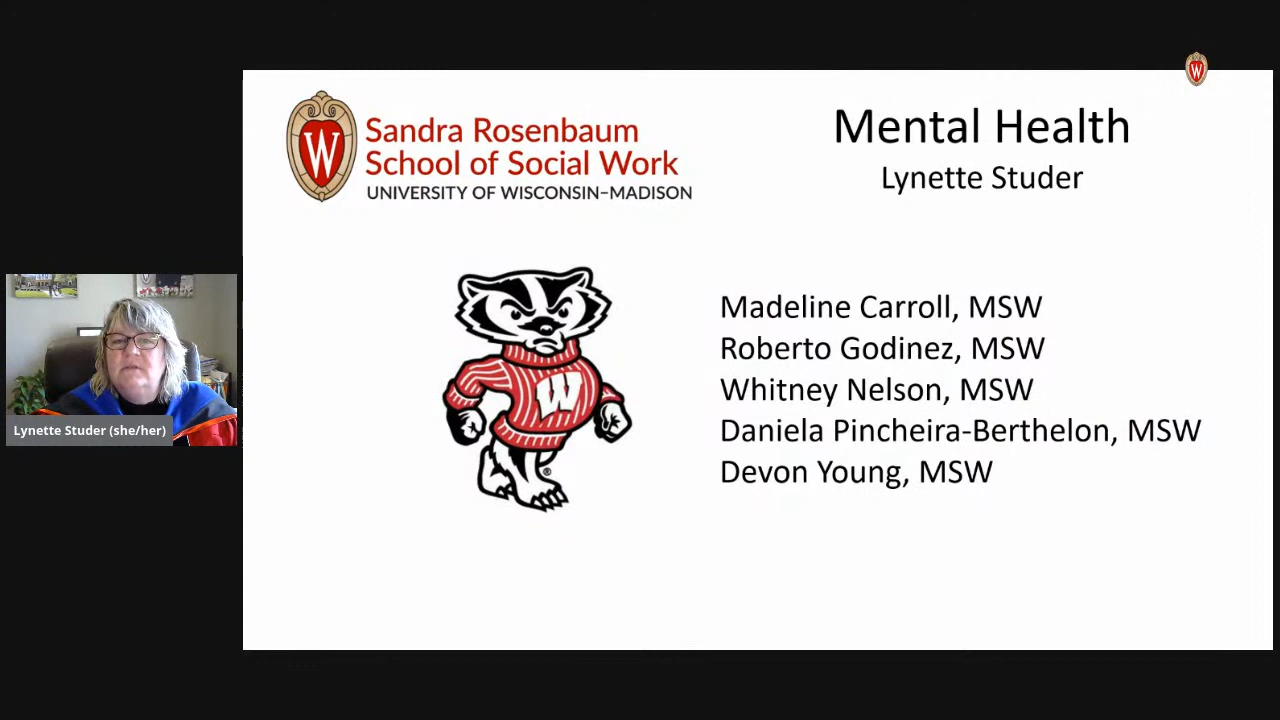 W
W
Sandra Rosenbaum
School of Social Work
UNIVERSITY OF WISCONSIN–MADISON
Mental Health
Lynette Studer
W
®
Madeline Carroll, MSW
Roberto Godinez, MSW
Whitney Nelson, MSW
Daniela Pincheira-Berthelon, MSW
Devon Young, MSW
Lynette Studer (she/her)